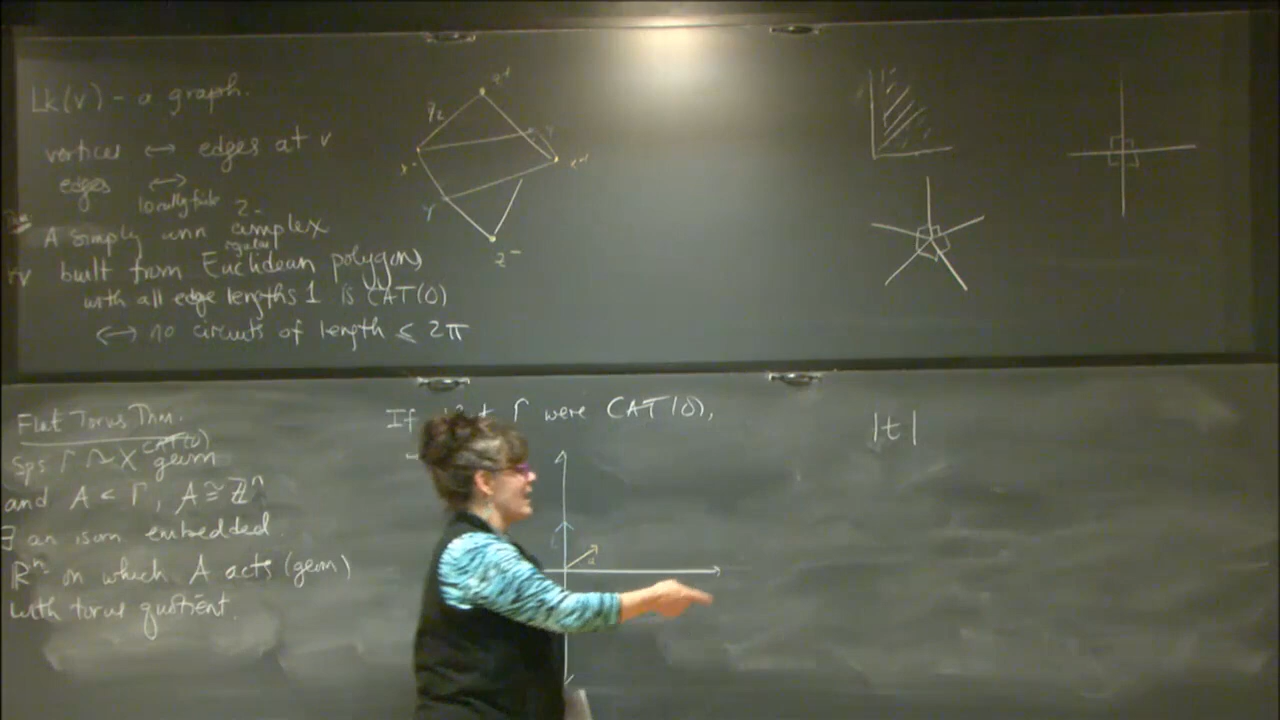 Lk(v) - a graph.
vertices ↔ edges at v
edges ↔
locally finite 2-
A simply conn complex
regular
built from Euclidean polygons
with all edge lengths 1 is CAT(0)
↔ no circuits of length ≤ 2π
π/2
Y
Flat Torus Thm.
CAT(0)
Sps Γ ↷ X geom
and A < Γ, A ≅ ℤⁿ
∃ an isom embedded
ℝⁿ on which A acts (geom)
with torus quotient.
If Γ were CAT(0),
a
|t|